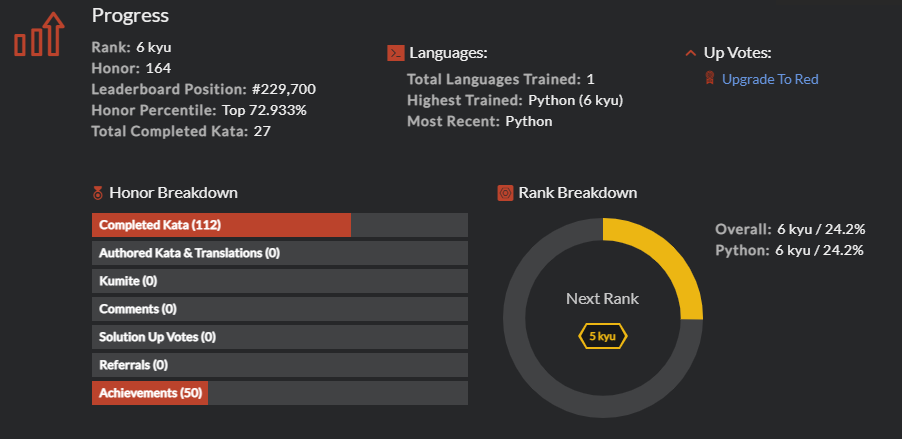 Progress
Rank: 6 kyu
Honor: 164
Leaderboard Position: #229,700
Honor Percentile: Top 72.933%
Total Completed Kata: 27
Languages:
Total Languages Trained: 1
Highest Trained: Python (6 kyu)
Most Recent: Python
Up Votes:
Upgrade To Red
Honor Breakdown
Completed Kata (112)
Authored Kata & Translations (0)
Kumite (0)
Comments (0)
Solution Up Votes (0)
Referrals (0)
Achievements (50)
Rank Breakdown
Next Rank
5 kyu
Overall: 6 kyu / 24.2%
Python: 6 kyu / 24.2%